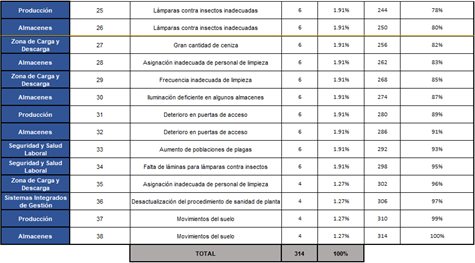 Producción 25 Lámparas contra insectos inadecuadas 6 1.91% 244 78%
Almacenes 26 Lámparas contra insectos inadecuadas 6 1.91% 250 80%
Zona de Carga y Descarga 27 Gran cantidad de ceniza 6 1.91% 256 82%
Almacenes 28 Asignación inadecuada de personal de limpieza 6 1.91% 262 83%
Zona de Carga y Descarga 29 Frecuencia inadecuada de limpieza 6 1.91% 268 85%
Almacenes 30 Iluminación deficiente en algunos almacenes 6 1.91% 274 87%
Producción 31 Deterioro en puertas de acceso 6 1.91% 280 89%
Almacenes 32 Deterioro en puertas de acceso 6 1.91% 286 91%
Seguridad y Salud Laboral 33 Aumento de poblaciones de plagas 6 1.91% 292 93%
Seguridad y Salud Laboral 34 Falta de láminas para lámparas contra insectos 6 1.91% 298 95%
Zona de Carga y Descarga 35 Asignación inadecuada de personal de limpieza 4 1.27% 302 96%
Sistemas Integrados de Gestión 36 Desactualización del procedimiento de sanidad de planta 4 1.27% 306 97%
Producción 37 Movimientos del suelo 4 1.27% 310 99%
Almacenes 38 Movimientos del suelo 4 1.27% 314 100%
TOTAL 314 100%